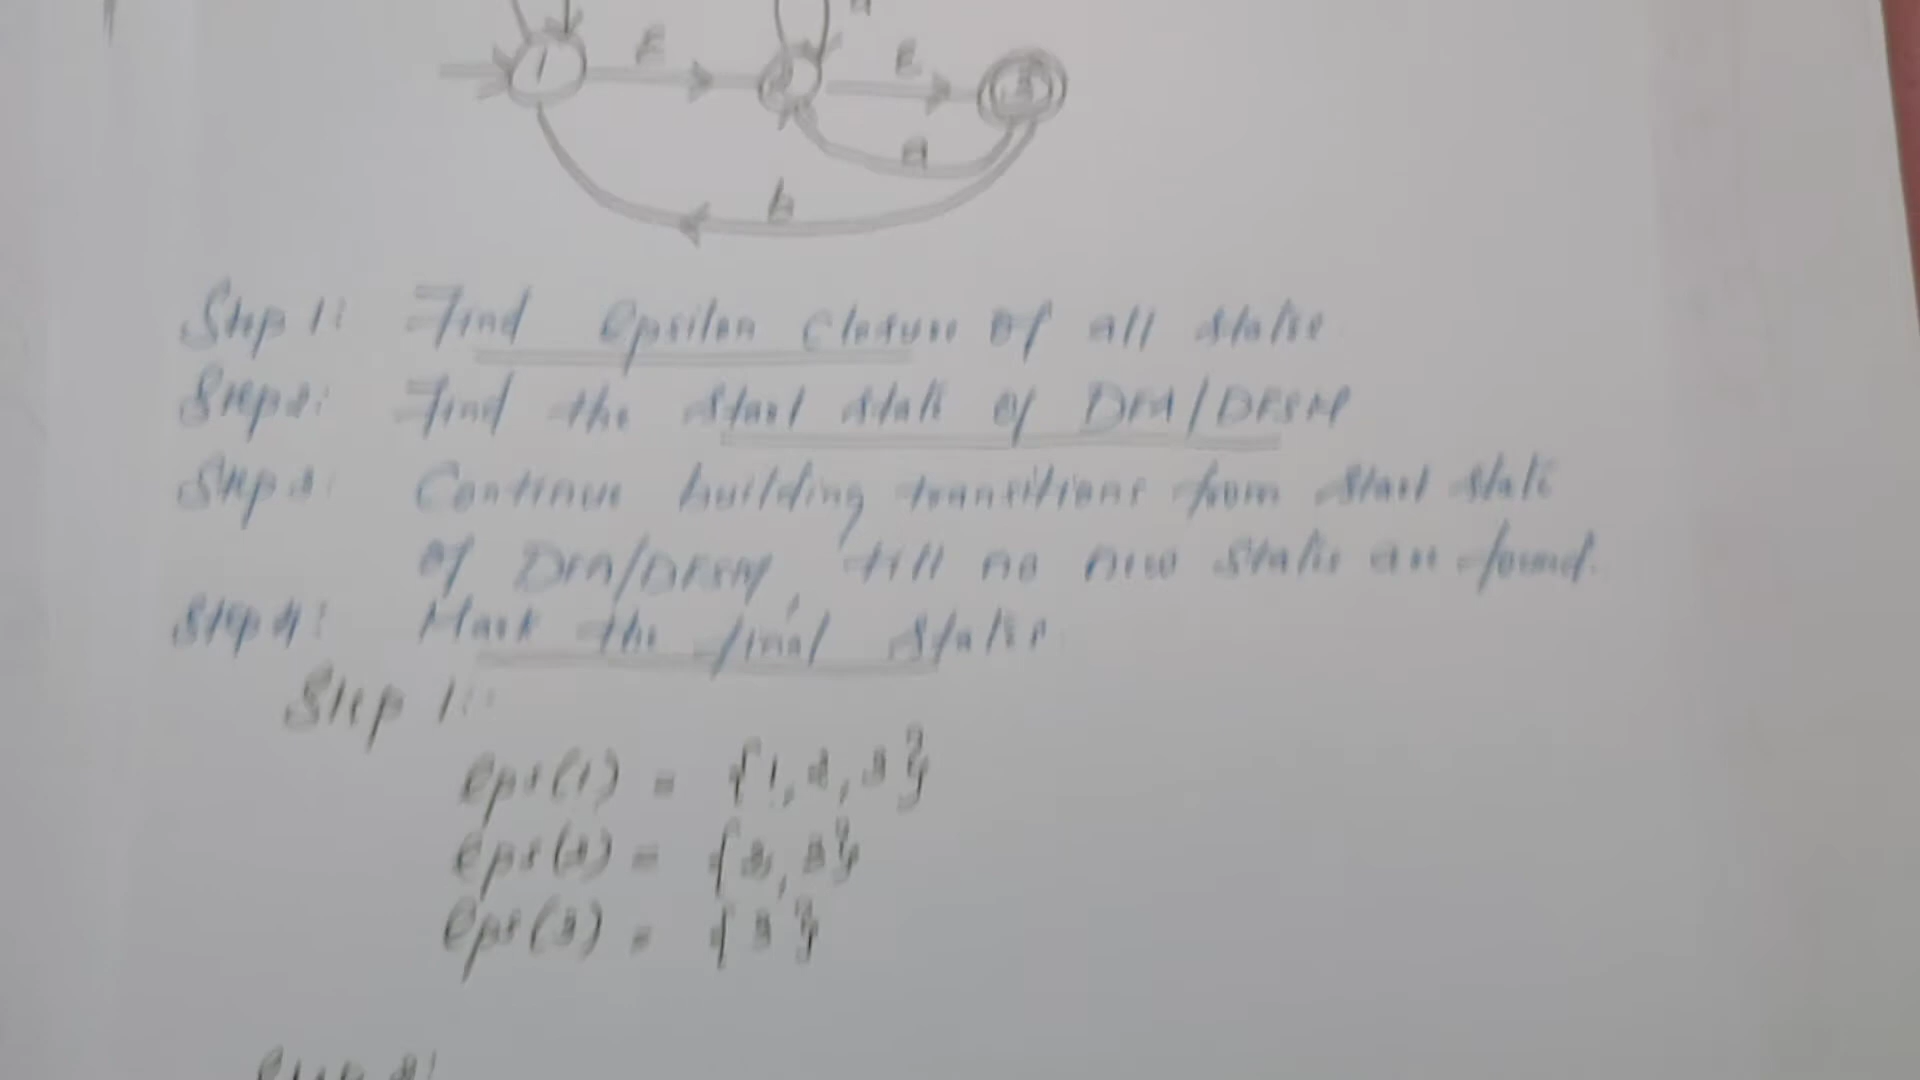 1 ε 2 ε 3
a
b
Step 1: Find Epsilon Closure of all states
Step 2: Find the start state of DFA/DFSM
Step 3: Continue building transitions from start state
of DFA/DFSM, till no new states are found.
Step 4: Mark the final states.
Step 1:
eps(1) = {1, 2, 3}
eps(2) = {2, 3}
eps(3) = {3}
Step 2: